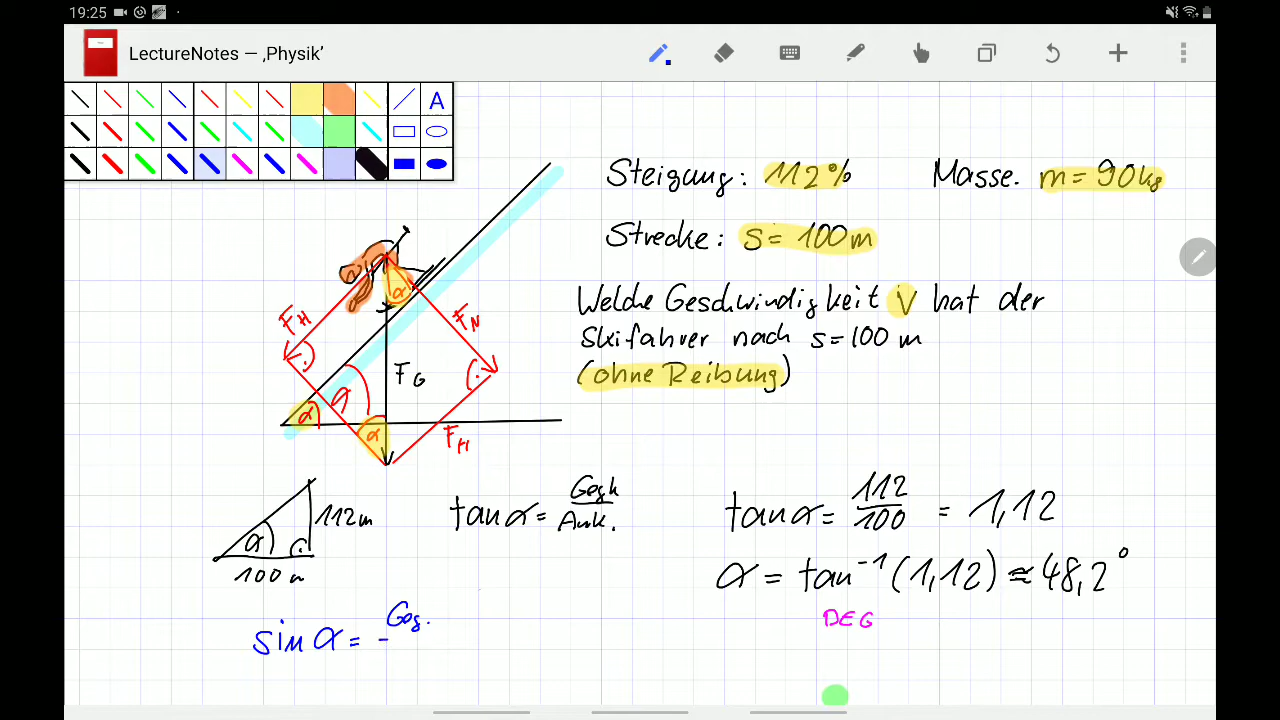 19:25
LectureNotes — ‚Physik'
A
Steigung: 112% Masse. m = 90kg
Strecke: s = 100m
Welche Geschwindigkeit V hat der
Skifahrer nach s = 100 m
(ohne Reibung)
α
F_H
F_N
F_G
α
α
α
F_H
112m
α
100m
tan α = Gegk / Ank.
tan α = 112 / 100 = 1,12
α = tan⁻¹ (1,12) ≈ 48,2°
DEG
sin α = Geg.